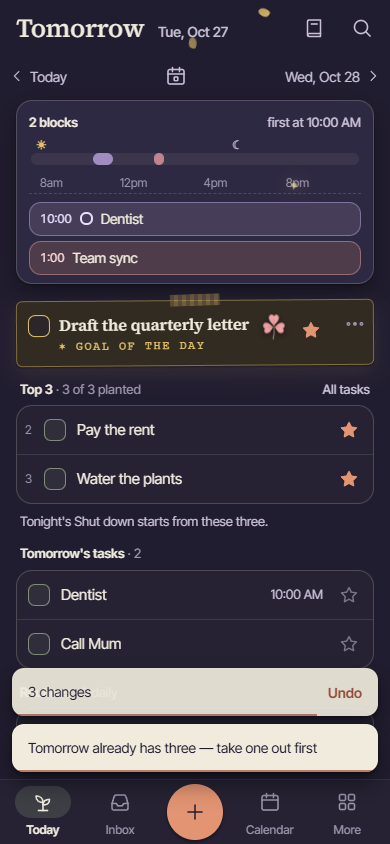 Tomorrow Tue, Oct 27
Today Wed, Oct 28
2 blocks first at 10:00 AM
8am 12pm 4pm 8pm
10:00 Dentist
1:00 Team sync
Draft the quarterly letter
GOAL OF THE DAY
Top 3 · 3 of 3 planted All tasks
2 Pay the rent
3 Water the plants
Tonight's Shut down starts from these three.
Tomorrow's tasks · 2
Dentist 10:00 AM
Call Mum
3 changes Undo
Tomorrow already has three — take one out first
Today Inbox Calendar More